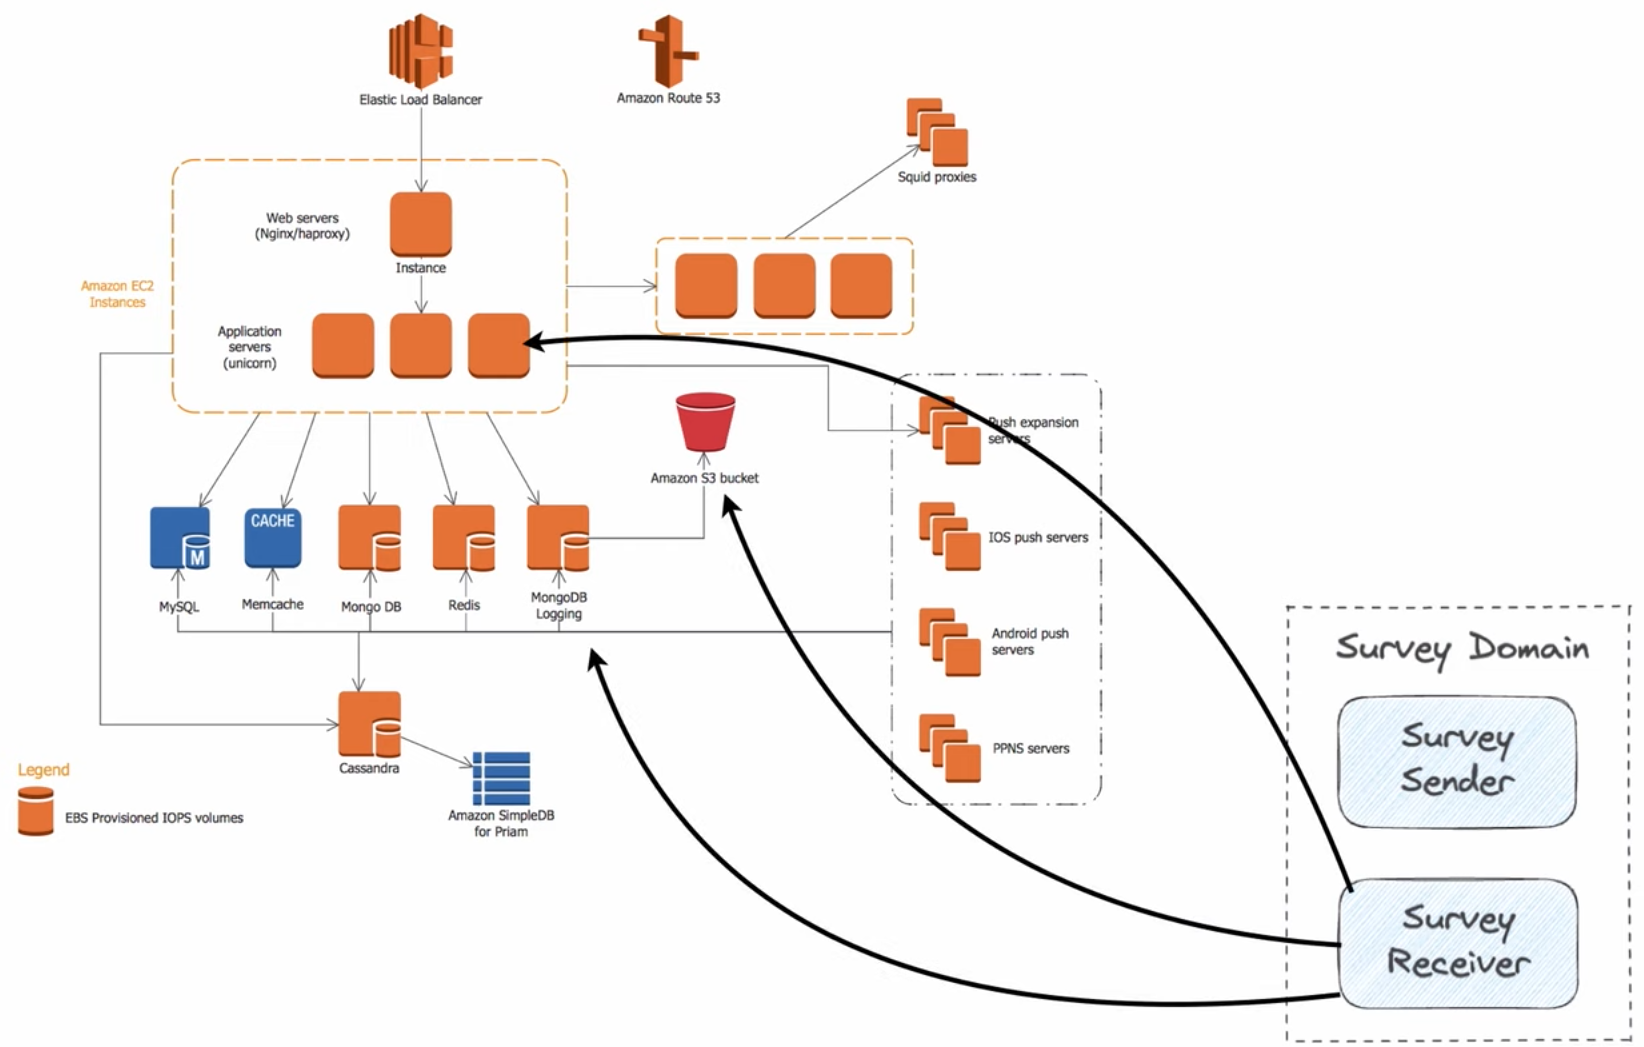 Elastic Load Balancer
Amazon Route 53
Squid proxies
Web servers
(Nginx/haproxy)
Instance
Amazon EC2
Instances
Application
servers
(unicorn)
Push expansion
servers
Amazon S3 bucket
CACHE
M
IOS push servers
MySQL
Memcache
Mongo DB
Redis
MongoDB
Logging
Android push
servers
Survey Domain
Survey
Sender
PPNS servers
Cassandra
Legend
EBS Provisioned IOPS volumes
Amazon SimpleDB
for Priam
Survey
Receiver